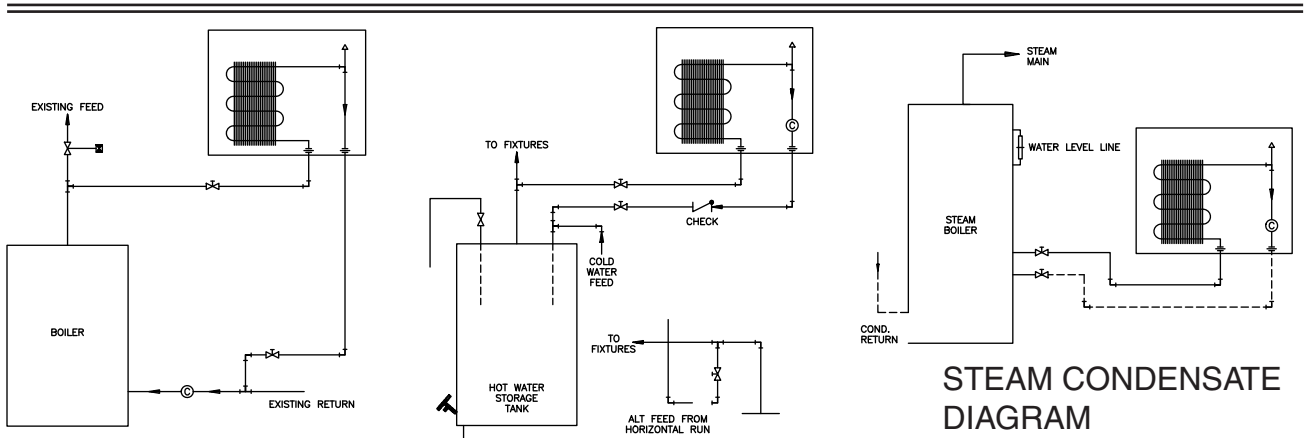 EXISTING FEED
BOILER
C
EXISTING RETURN
TO FIXTURES
C
CHECK
COLD
WATER
FEED
HOT WATER
STORAGE
TANK
TO
FIXTURES
ALT FEED FROM
HORIZONTAL RUN
STEAM
MAIN
WATER LEVEL LINE
STEAM
BOILER
C
COND.
RETURN
STEAM CONDENSATE
DIAGRAM